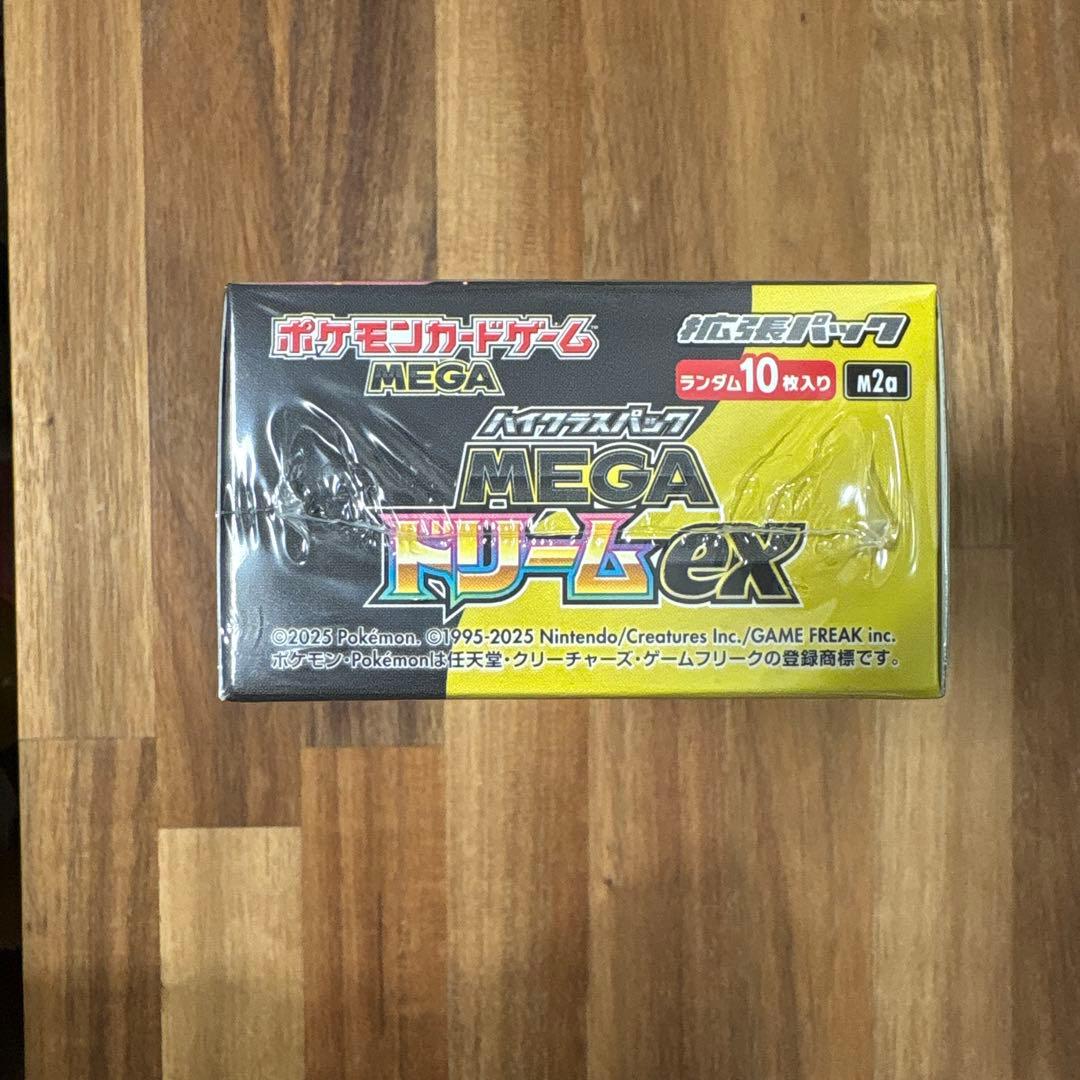 ポケモンカードゲーム™
MEGA
拡張パック
ランダム10枚入り
M2a
ハイクラスパック
MEGA
ドリームex
©2025 Pokémon. ©1995-2025 Nintendo/Creatures Inc./GAME FREAK inc.
ポケモン・Pokémonは任天堂・クリーチャーズ・ゲームフリークの登録商標です。